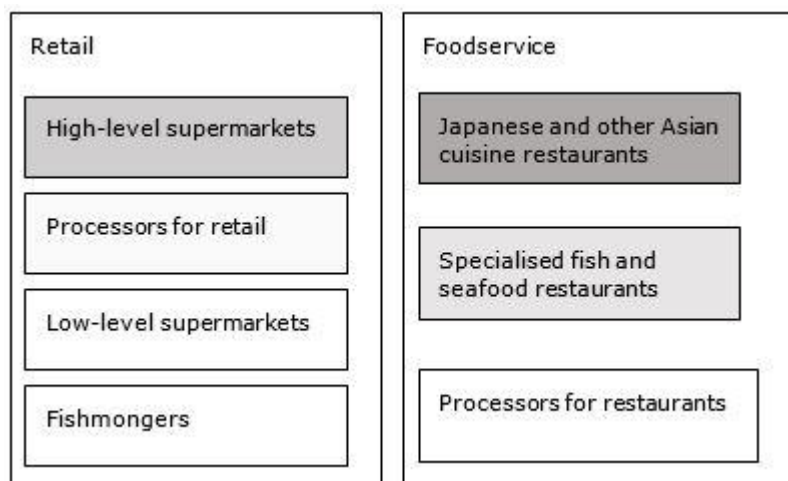 Retail
High-level supermarkets
Processors for retail
Low-level supermarkets
Fishmongers
Foodservice
Japanese and other Asian
cuisine restaurants
Specialised fish and
seafood restaurants
Processors for restaurants